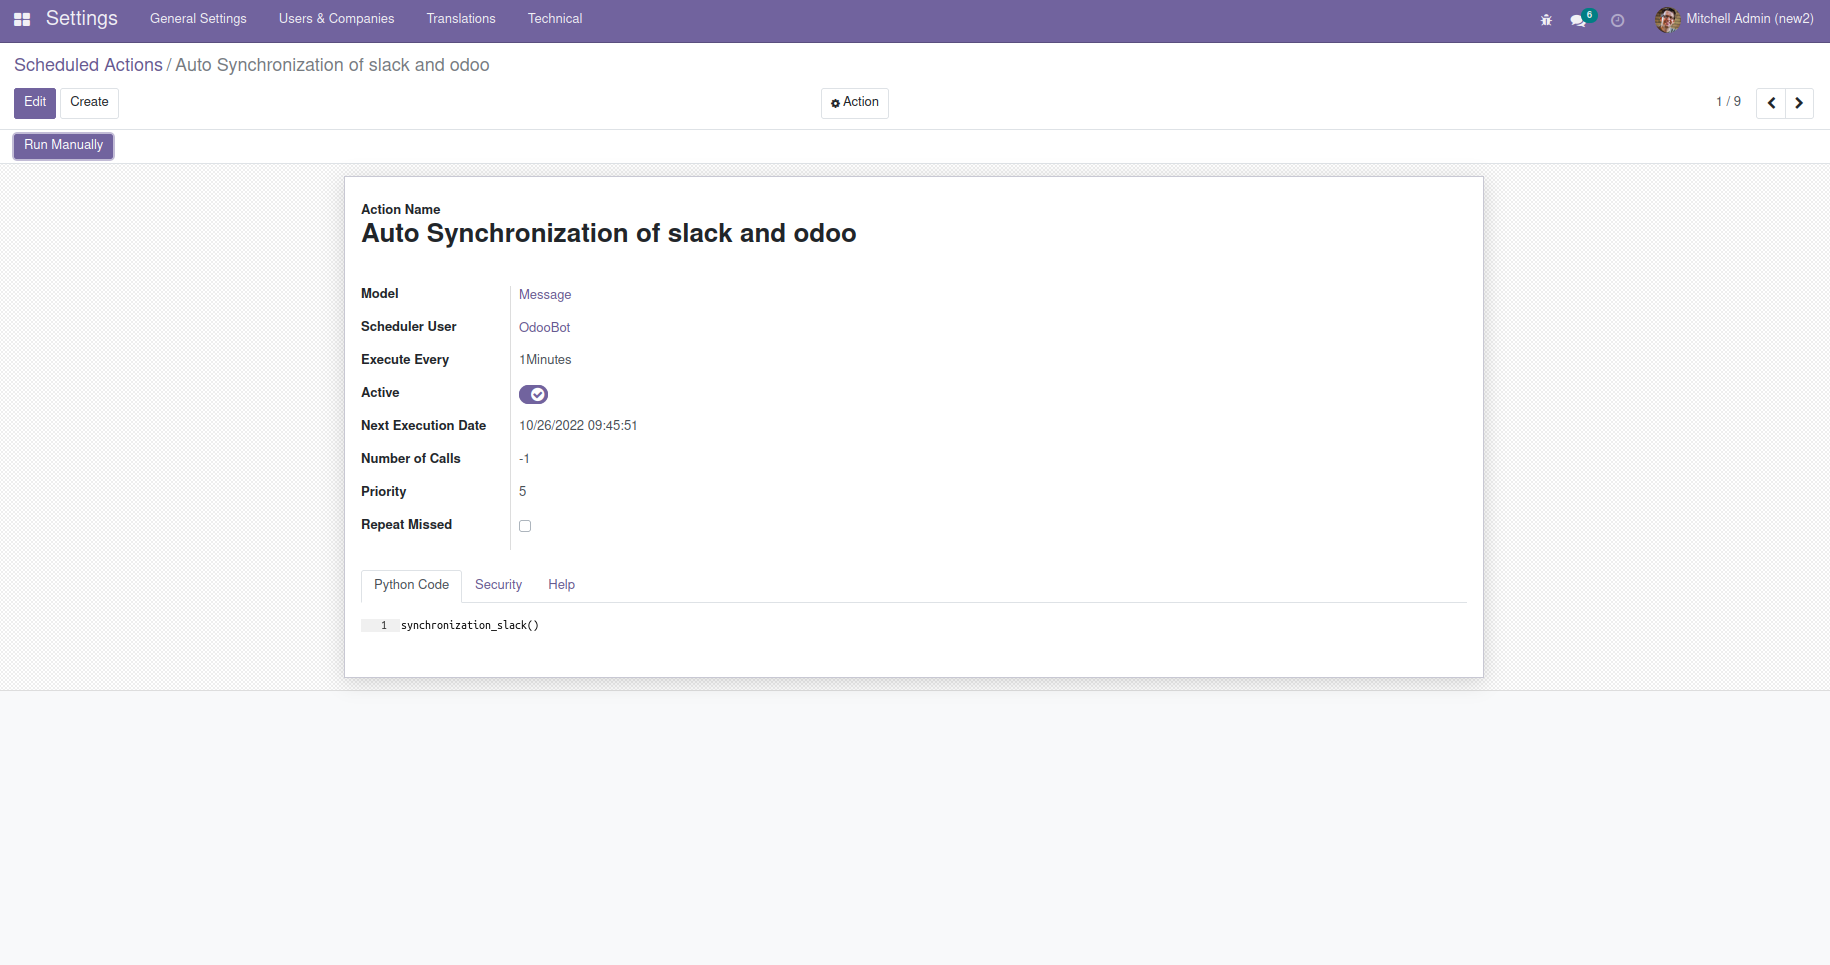 Settings General Settings Users & Companies Translations Technical 6 Mitchell Admin (new2)
Scheduled Actions / Auto Synchronization of slack and odoo
Edit Create Action 1 / 9
Run Manually
Action Name
Auto Synchronization of slack and odoo
Model Message
Scheduler User OdooBot
Execute Every 1Minutes
Active
Next Execution Date 10/26/2022 09:45:51
Number of Calls -1
Priority 5
Repeat Missed
Python Code Security Help
1 synchronization_slack()